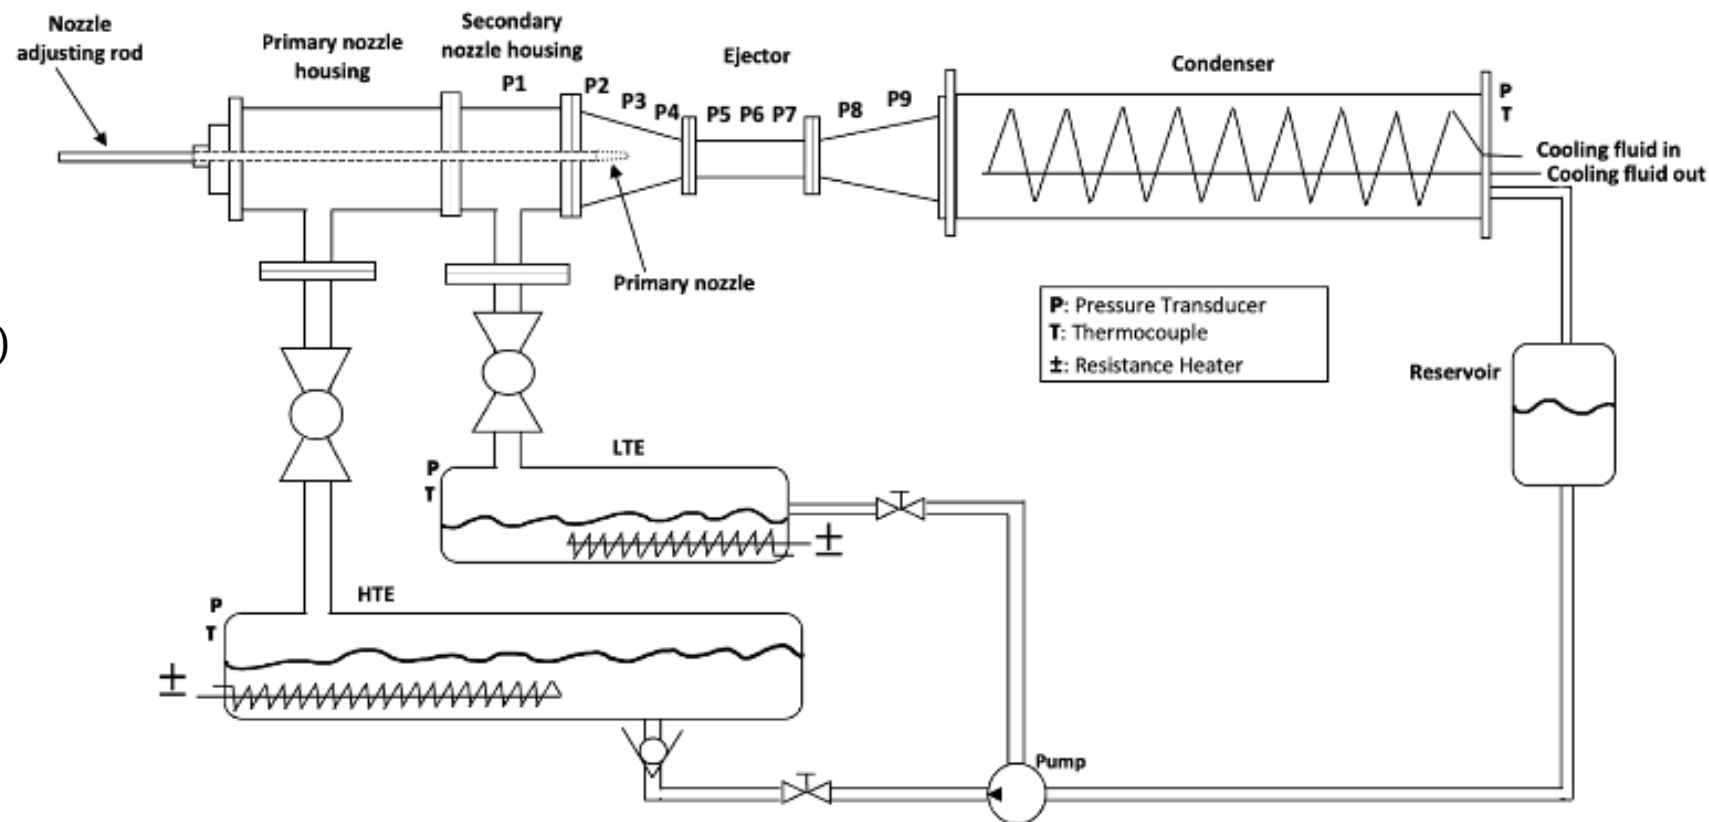 Nozzle
adjusting rod
Primary nozzle
housing
Secondary
nozzle housing
P1
P2
P3
P4
P5
P6
P7
P8
P9
Ejector
Condenser
P
T
Cooling fluid in
Cooling fluid out
Primary nozzle
)
P: Pressure Transducer
T: Thermocouple
±: Resistance Heater
Reservoir
LTE
P
T
±
HTE
P
T
±
Pump